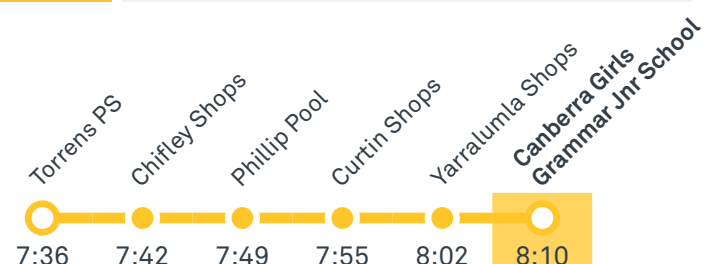 Torrens PS
Chifley Shops
Phillip Pool
Curtin Shops
Yarralumla Shops
Canberra Girls
Grammar Jnr School
7:36 7:42 7:49 7:55 8:02 8:10